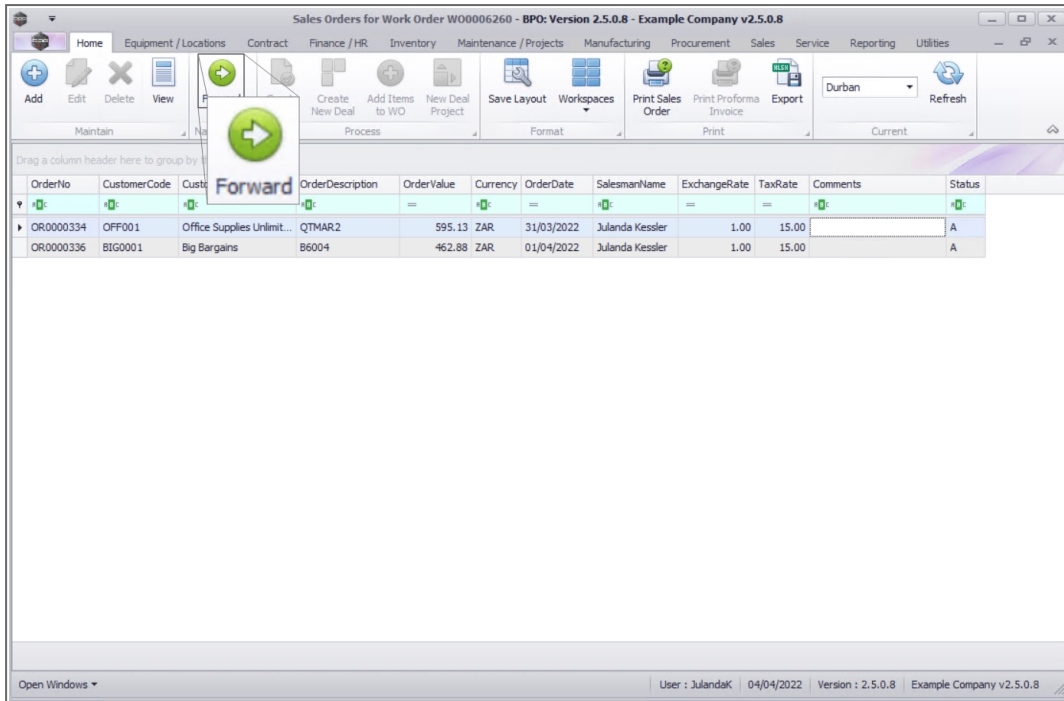 Sales Orders for Work Order WO0006260 - BPO: Version 2.5.0.8 - Example Company v2.5.0.8
Home Equipment / Locations Contract Finance / HR Inventory Maintenance / Projects Manufacturing Procurement Sales Service Reporting Utilities
Add Edit Delete View Create New Deal Add Items to WO New Deal Project Save Layout Workspaces Print Sales Order Print Proforma Invoice Export Durban Refresh
Maintain Process Format Print Current
Forward
Drag a column header here to group by
OrderNo CustomerCode OrderDescription OrderValue Currency OrderDate SalesmanName ExchangeRate TaxRate Comments Status
OR0000334 OFF001 Office Supplies Unlimit... QTMAR2 595.13 ZAR 31/03/2022 Julanda Kessler 1.00 15.00 A
OR0000336 BIG0001 Big Bargains B6004 462.88 ZAR 01/04/2022 Julanda Kessler 1.00 15.00 A
Open Windows User : JulandaK 04/04/2022 Version : 2.5.0.8 Example Company v2.5.0.8